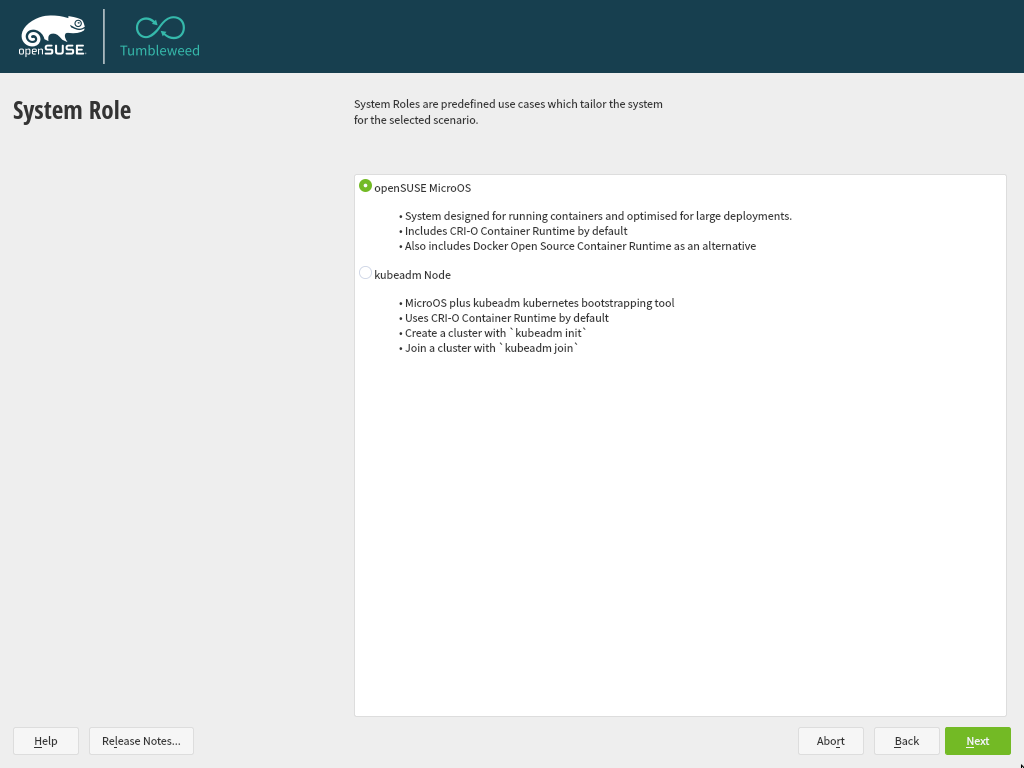 openSUSE
Tumbleweed
System Role
System Roles are predefined use cases which tailor the system
for the selected scenario.
openSUSE MicroOS
• System designed for running containers and optimised for large deployments.
• Includes CRI-O Container Runtime by default
• Also includes Docker Open Source Container Runtime as an alternative
kubeadm Node
• MicroOS plus kubeadm kubernetes bootstrapping tool
• Uses CRI-O Container Runtime by default
• Create a cluster with `kubeadm init`
• Join a cluster with `kubeadm join`
Help
Release Notes...
Abort
Back
Next